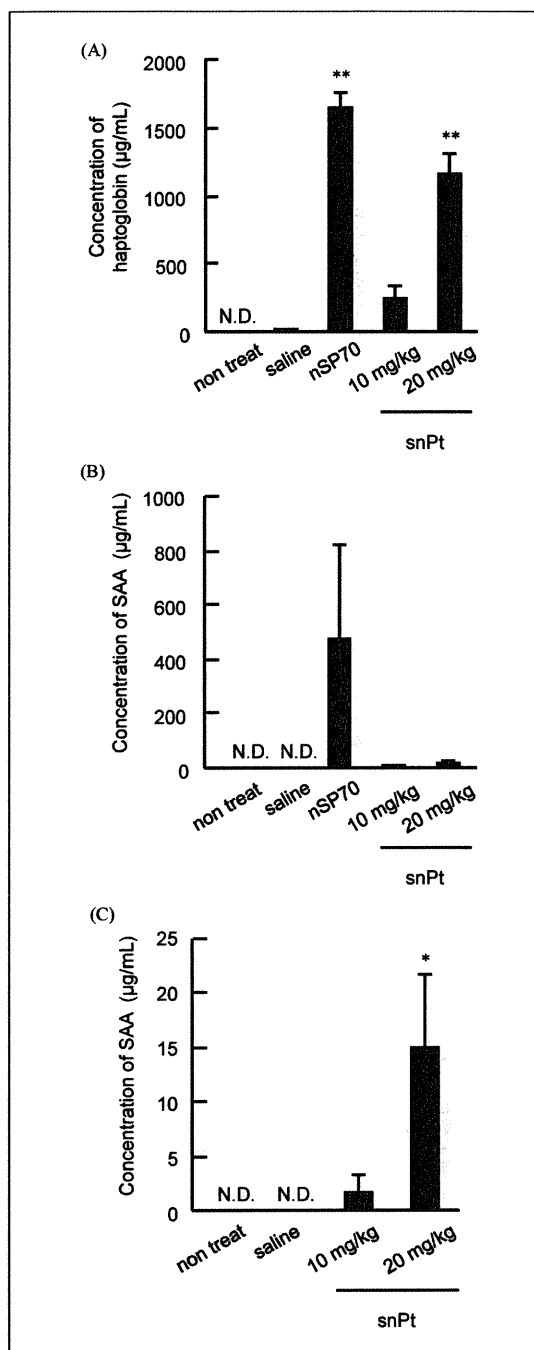 (A)
Concentration of
haptoglobin (µg/mL)
2000
1500
1000
500
0
N.D.
**
**
non treat
saline
nSP70
10 mg/kg
20 mg/kg
snPt
(B)
Concentration of SAA (µg/mL)
1000
800
600
400
200
0
N.D.
N.D.
non treat
saline
nSP70
10 mg/kg
20 mg/kg
snPt
(C)
Concentration of SAA (µg/mL)
25
20
15
10
5
0
N.D.
N.D.
*
non treat
saline
10 mg/kg
20 mg/kg
snPt